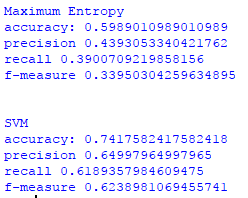 Maximum Entropy
accuracy: 0.5989010989010989
precision 0.4393053340421762
recall 0.3900709219858156
f-measure 0.33950304259634895
SVM
accuracy: 0.7417582417582418
precision 0.64997964997965
recall 0.6189357984609475
f-measure 0.6238981069455741